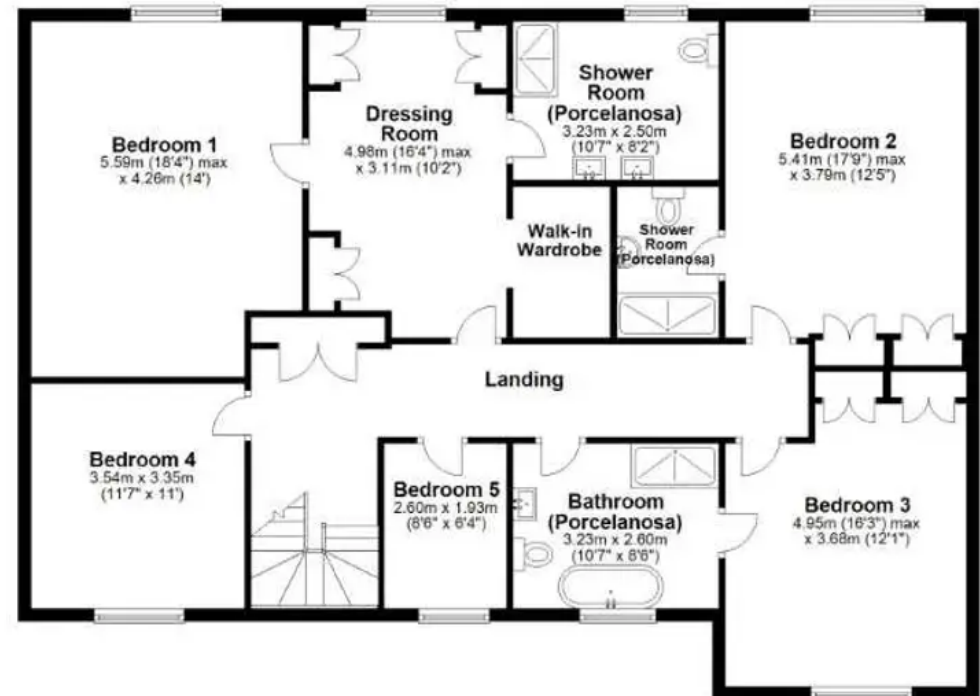 Bedroom 1
5.59m (18'4") max
x 4.26m (14')
Dressing
Room
4.98m (16'4") max
x 3.11m (10'2")
Shower
Room
(Porcelanosa)
3.23m x 2.50m
(10'7" x 8'2")
Bedroom 2
5.41m (17'9") max
x 3.79m (12'5")
Walk-in
Wardrobe
Shower
Room
(Porcelanosa)
Landing
Bedroom 4
3.54m x 3.35m
(11'7" x 11')
Bedroom 5
2.60m x 1.93m
(8'6" x 6'4")
Bathroom
(Porcelanosa)
3.23m x 2.60m
(10'7" x 8'6")
Bedroom 3
4.95m (16'3") max
x 3.68m (12'1")